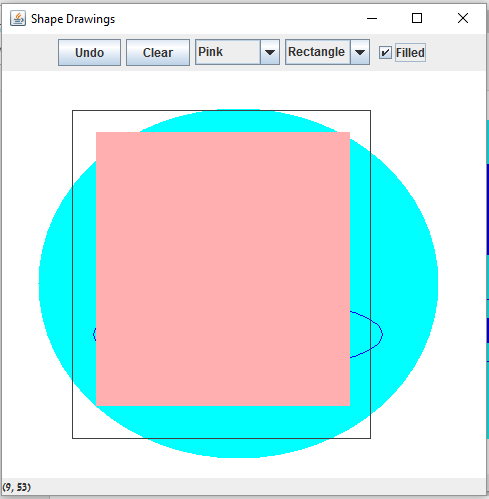 Shape Drawings
Undo Clear Pink Rectangle Filled
(9, 53)